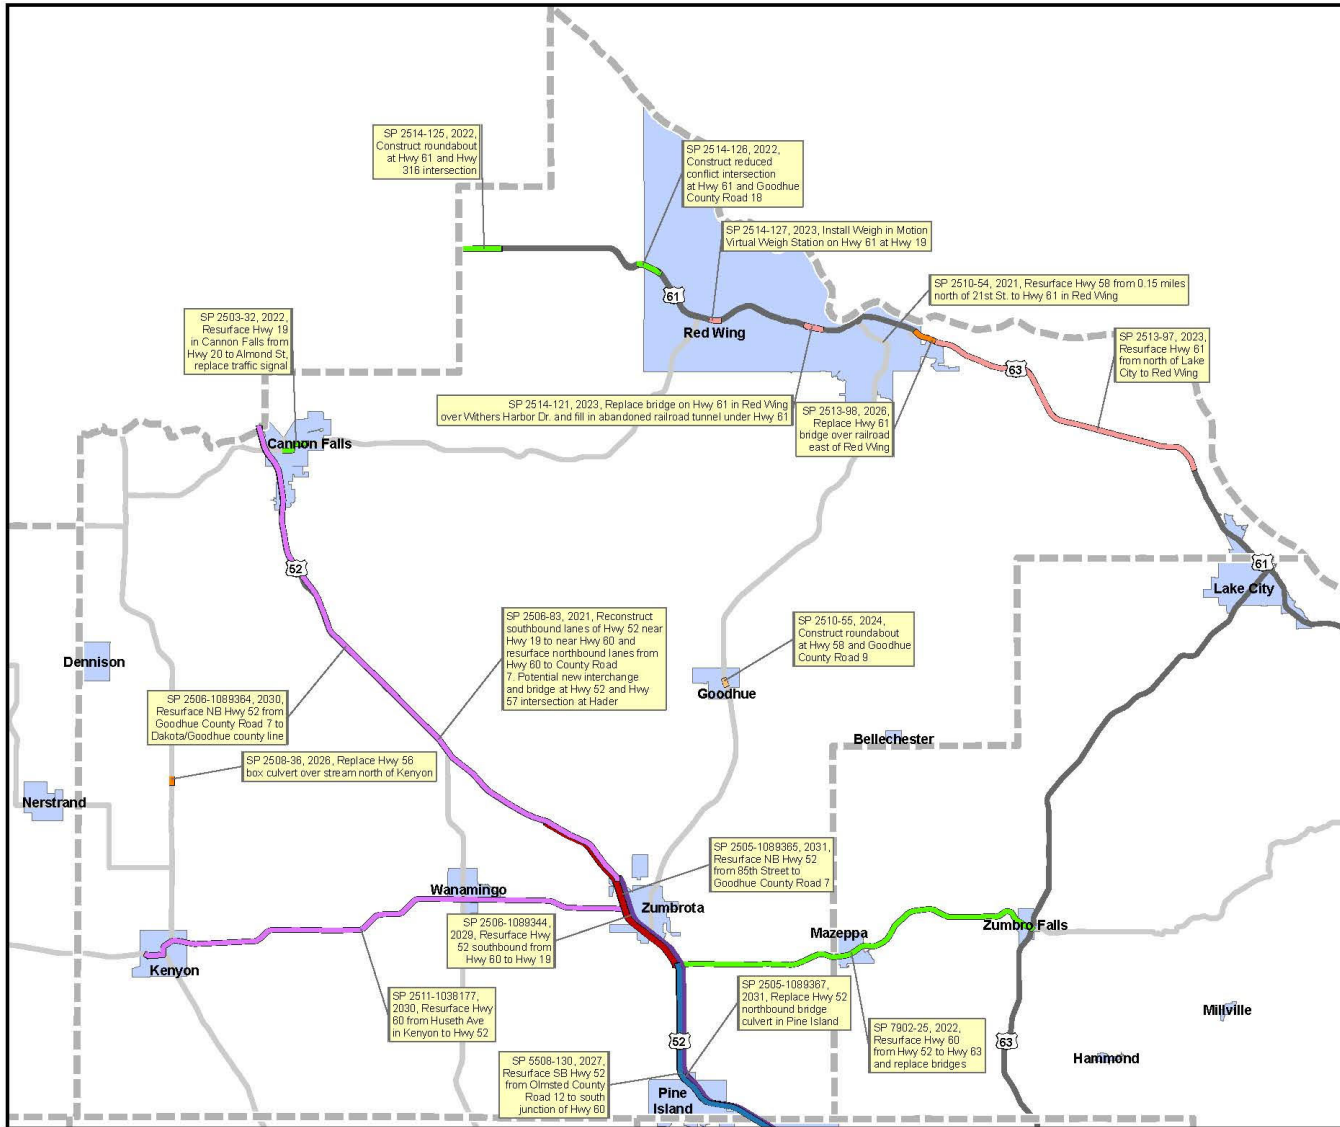 SP 2514-125, 2022,
Construct roundabout
at Hwy 61 and Hwy
316 intersection
SP 2514-126, 2022,
Construct reduced
conflict intersection
at Hwy 61 and Goodhue
County Road 18
SP 2514-127, 2023, Install Weigh in Motion
Virtual Weigh Station on Hwy 61 at Hwy 19
SP 2510-54, 2021, Resurface Hwy 58 from 0.15 miles
north of 21st St. to Hwy 61 in Red Wing
61
Red Wing
SP 2503-32, 2022,
Resurface Hwy 19
in Cannon Falls from
Hwy 20 to Almond St,
replace traffic signal
SP 2513-97, 2023,
Resurface Hwy 61
from north of Lake
City to Red Wing
63
SP 2514-121, 2023, Replace bridge on Hwy 61 in Red Wing
over Withers Harbor Dr. and fill in abandoned railroad tunnel under Hwy 61
SP 2513-98, 2026,
Replace Hwy 61
bridge over railroad
east of Red Wing
Cannon Falls
52
61
Lake City
SP 2506-83, 2021, Reconstruct
southbound lanes of Hwy 52 near
Hwy 19 to near Hwy 60 and
resurface northbound lanes from
Hwy 60 to County Road
7. Potential new interchange
and bridge at Hwy 52 and Hwy
57 intersection at Hader
SP 2510-55, 2024,
Construct roundabout
at Hwy 58 and Goodhue
County Road 9
Dennison
Goodhue
SP 2506-1089364, 2030,
Resurface NB Hwy 52 from
Goodhue County Road 7 to
Dakota/Goodhue county line
Bellechester
SP 2508-36, 2026, Replace Hwy 56
box culvert over stream north of Kenyon
Nerstrand
SP 2505-1089365, 2031,
Resurface NB Hwy 52
from 85th Street to
Goodhue County Road 7
Wanamingo
Zumbrota
SP 2506-1089344,
2029, Resurface Hwy
52 southbound from
Hwy 60 to Hwy 19
Mazeppa
Zumbro Falls
Kenyon
SP 2511-1038177,
2030, Resurface Hwy
60 from Huseth Ave
in Kenyon to Hwy 52
SP 2505-1089367,
2031, Replace Hwy 52
northbound bridge
culvert in Pine Island
SP 7902-25, 2022,
Resurface Hwy 60
from Hwy 52 to Hwy 63
and replace bridges
Millville
52
63
Hammond
SP 5508-130, 2027,
Resurface SB Hwy 52
from Olmsted County
Road 12 to south
junction of Hwy 60
Pine
Island